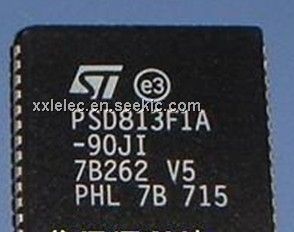 ST e3
xxlelec.en.seekic.com
PSD813F1A
-90JI
7B262 V5
PHL 7B 715